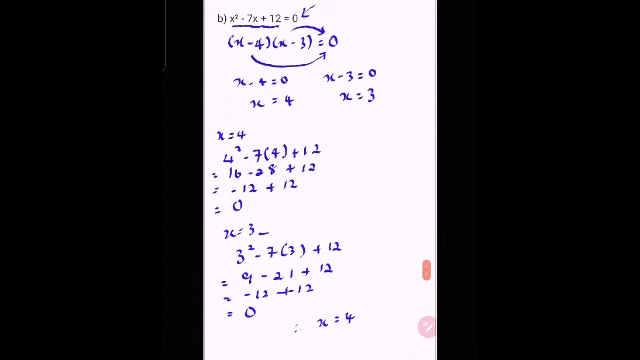 b) x² - 7x + 12 = 0
(x-4)(x-3) = 0
x-4=0 x-3=0
x = 4 x = 3
x=4
4² - 7(4) + 12
= 16 - 28 + 12
= -12 + 12
= 0
x = 3
3² - 7(3) + 12
= 9 - 21 + 12
= -12 + 12
= 0
∴ x = 4